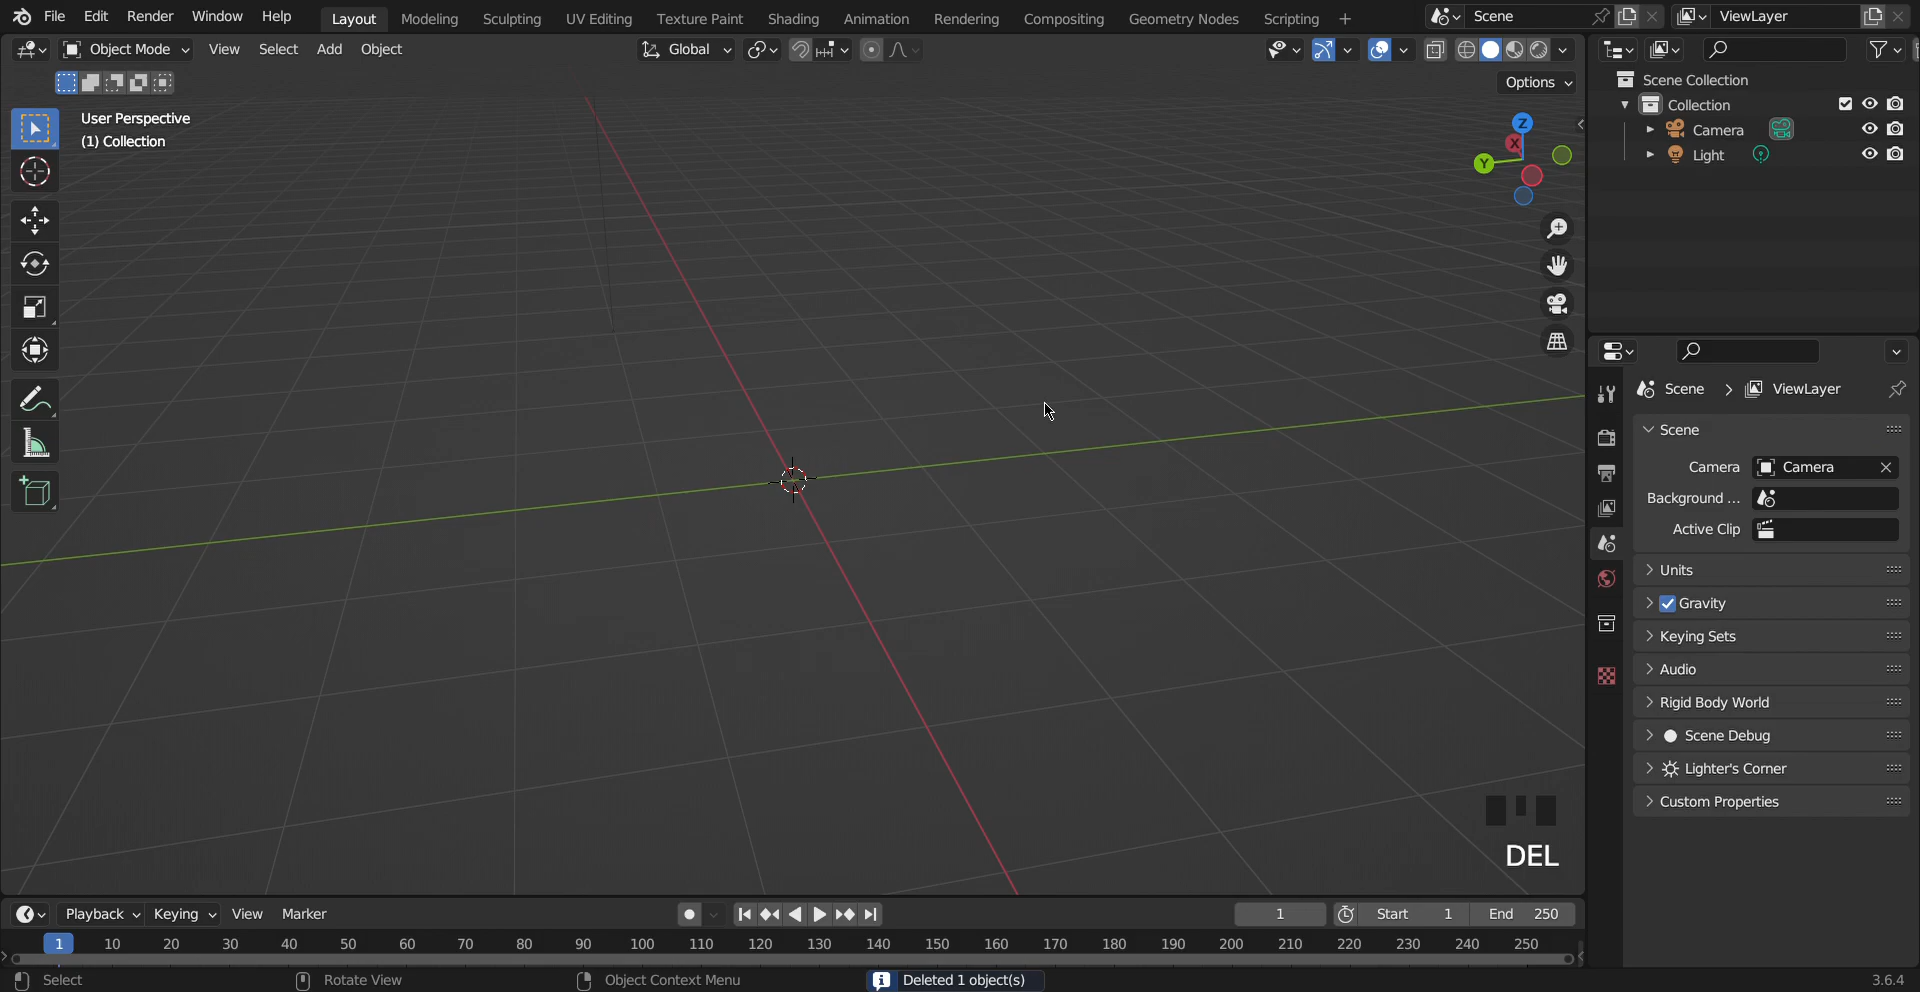 File Edit Render Window Help Layout Modeling Sculpting UV Editing Texture Paint Shading Animation Rendering Compositing Geometry Nodes Scripting Scene ViewLayer
Object Mode View Select Add Object Global
Options
User Perspective
(1) Collection
Z
X
Y
Scene Collection
Collection
Camera
Light
Scene ViewLayer
Scene
Camera Camera
Background ...
Active Clip
Units
Gravity
Keying Sets
Audio
Rigid Body World
Scene Debug
Lighter's Corner
Custom Properties
DEL
Playback Keying View Marker 1 Start 1 End 250
1 10 20 30 40 50 60 70 80 90 100 110 120 130 140 150 160 170 180 190 200 210 220 230 240 250
Select Rotate View Object Context Menu Deleted 1 object(s) 3.6.4